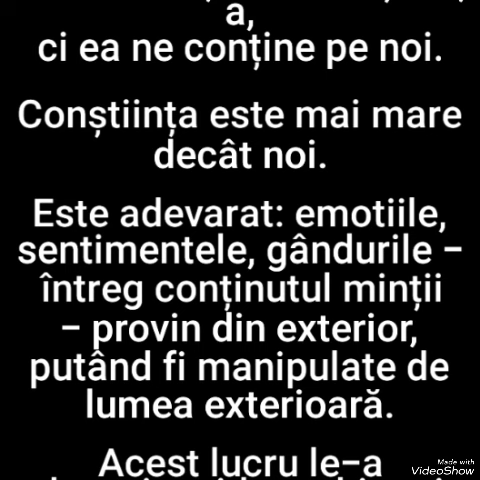 a,
ci ea ne conține pe noi.
Conștiința este mai mare
decât noi.
Este adevarat: emotiile,
sentimentele, gândurile –
întreg conținutul minții
– provin din exterior,
putând fi manipulate de
lumea exterioară.
Acest lucru le-a
Made with
VideoShow